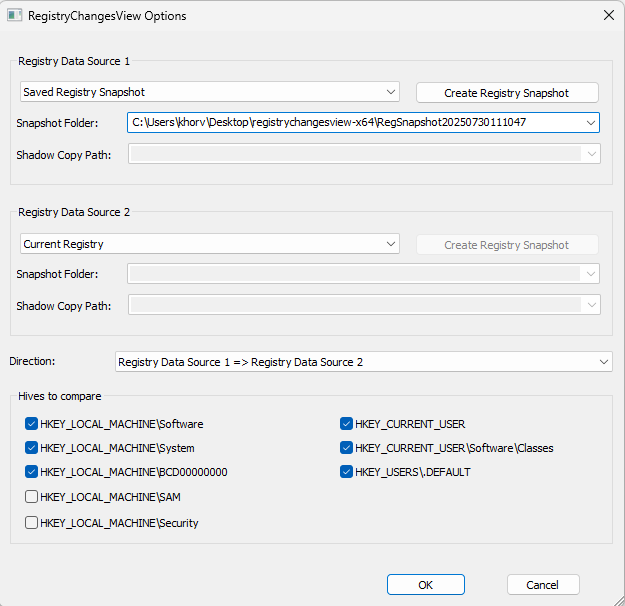 RegistryChangesView Options
Registry Data Source 1
Saved Registry Snapshot
Create Registry Snapshot
Snapshot Folder:
C:\Users\khorv\Desktop\registrychangesview-x64\RegSnapshot20250730111047
Shadow Copy Path:
Registry Data Source 2
Current Registry
Create Registry Snapshot
Snapshot Folder:
Shadow Copy Path:
Direction:
Registry Data Source 1 => Registry Data Source 2
Hives to compare
HKEY_LOCAL_MACHINE\Software
HKEY_CURRENT_USER
HKEY_LOCAL_MACHINE\System
HKEY_CURRENT_USER\Software\Classes
HKEY_LOCAL_MACHINE\BCD00000000
HKEY_USERS\.DEFAULT
HKEY_LOCAL_MACHINE\SAM
HKEY_LOCAL_MACHINE\Security
OK
Cancel